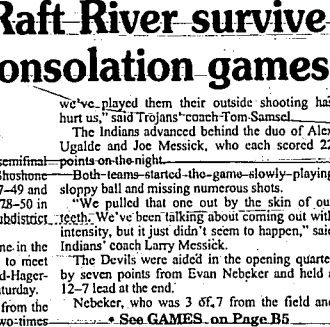 Raft River survive
onsolation games
we've played them their outside shooting ha
hurt us," said Trojans' coach Tom Samsel.
The Indians advanced behind the duo of Alex
Ugalde and Joe Messick, who each scored 22
points on the night.
Both teams started the game slowly playing
sloppy ball and missing numerous shots.
"We pulled that one out by the skin of our
teeth. We've been talking about coming out with
intensity, but it just didn't seem to happen," said
Indians' coach Larry Messick.
The Devils were aided in the opening quarter
by seven points from Evan Nebeker and held a
12–7 lead at the end.
Nebeker, who was 3 of 7 from the field and
• See GAMES on Page B5
semifinal
Shoshone
7–49 and
78–50 in
ubdistrict
ne in the
to meet
d-Hager-
turday.
from the
two-times